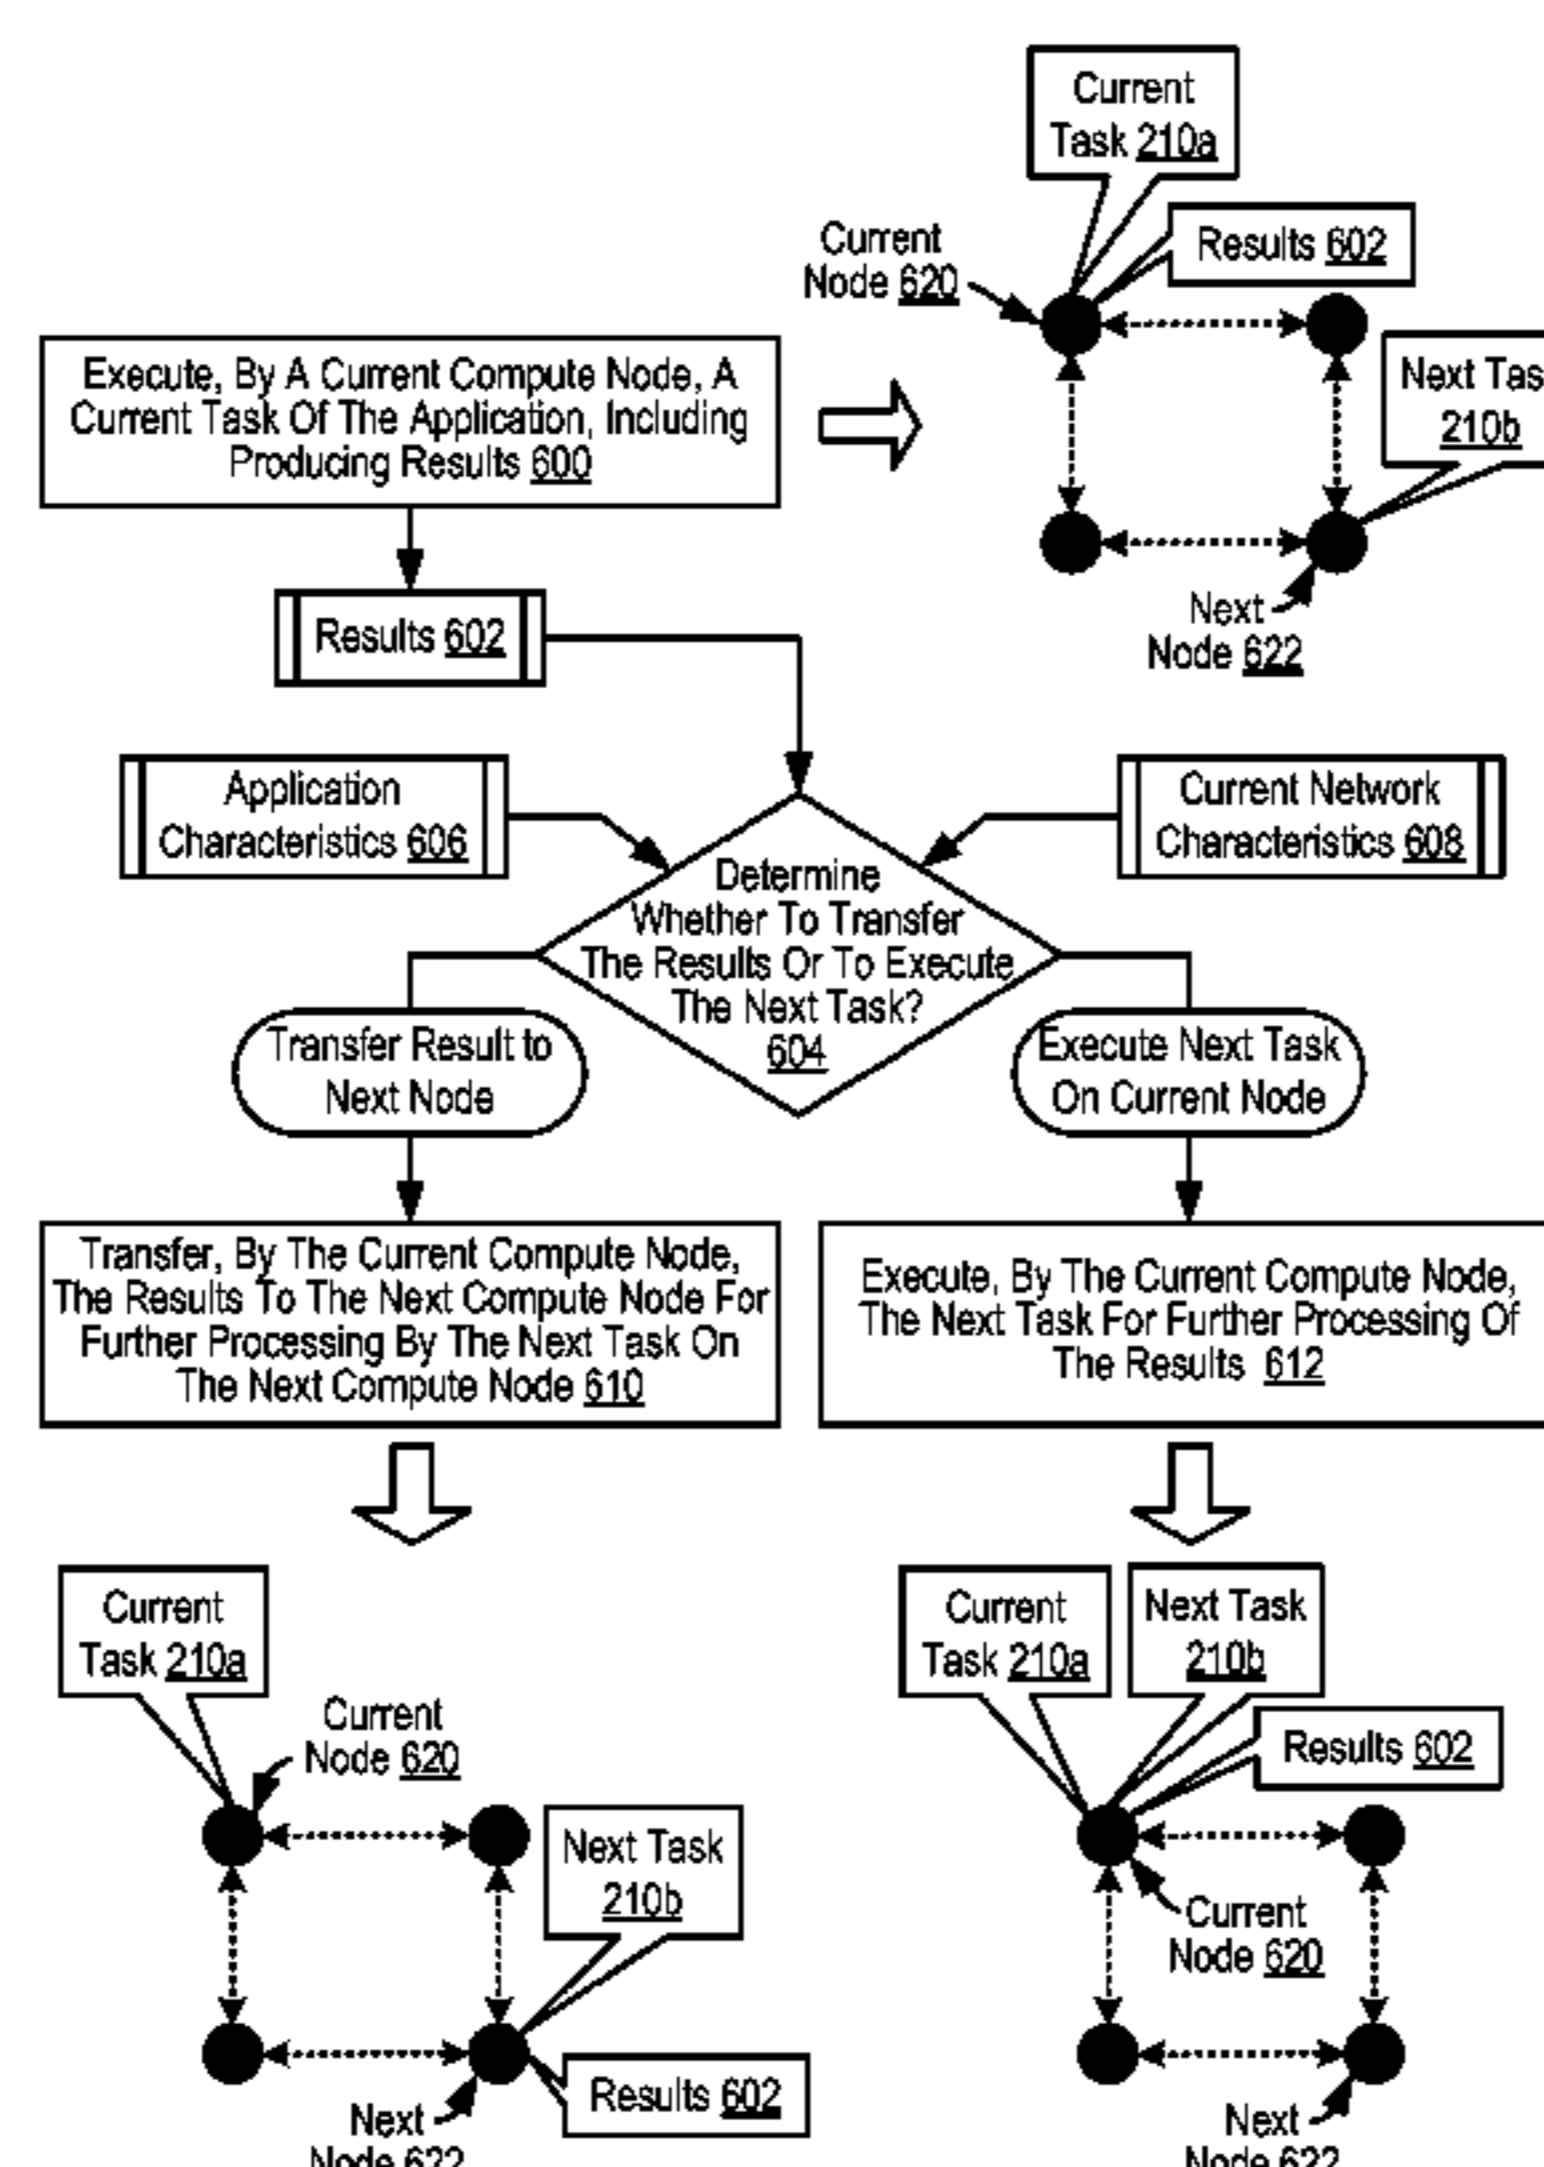 Current
Task 210a
Results 602
Current
Node 620
Next Tas
210b
Next
Node 622
Execute, By A Current Compute Node, A
Current Task Of The Application, Including
Producing Results 600
Results 602
Application
Characteristics 606
Current Network
Characteristics 608
Determine
Whether To Transfer
The Results Or To Execute
The Next Task?
604
Transfer Result to
Next Node
Execute Next Task
On Current Node
Transfer, By The Current Compute Node,
The Results To The Next Compute Node For
Further Processing By The Next Task On
The Next Compute Node 610
Execute, By The Current Compute Node,
The Next Task For Further Processing Of
The Results 612
Current
Task 210a
Current
Node 620
Next Task
210b
Results 602
Next
Node 622
Current
Task 210a
Next Task
210b
Results 602
Current
Node 620
Next
Node 622